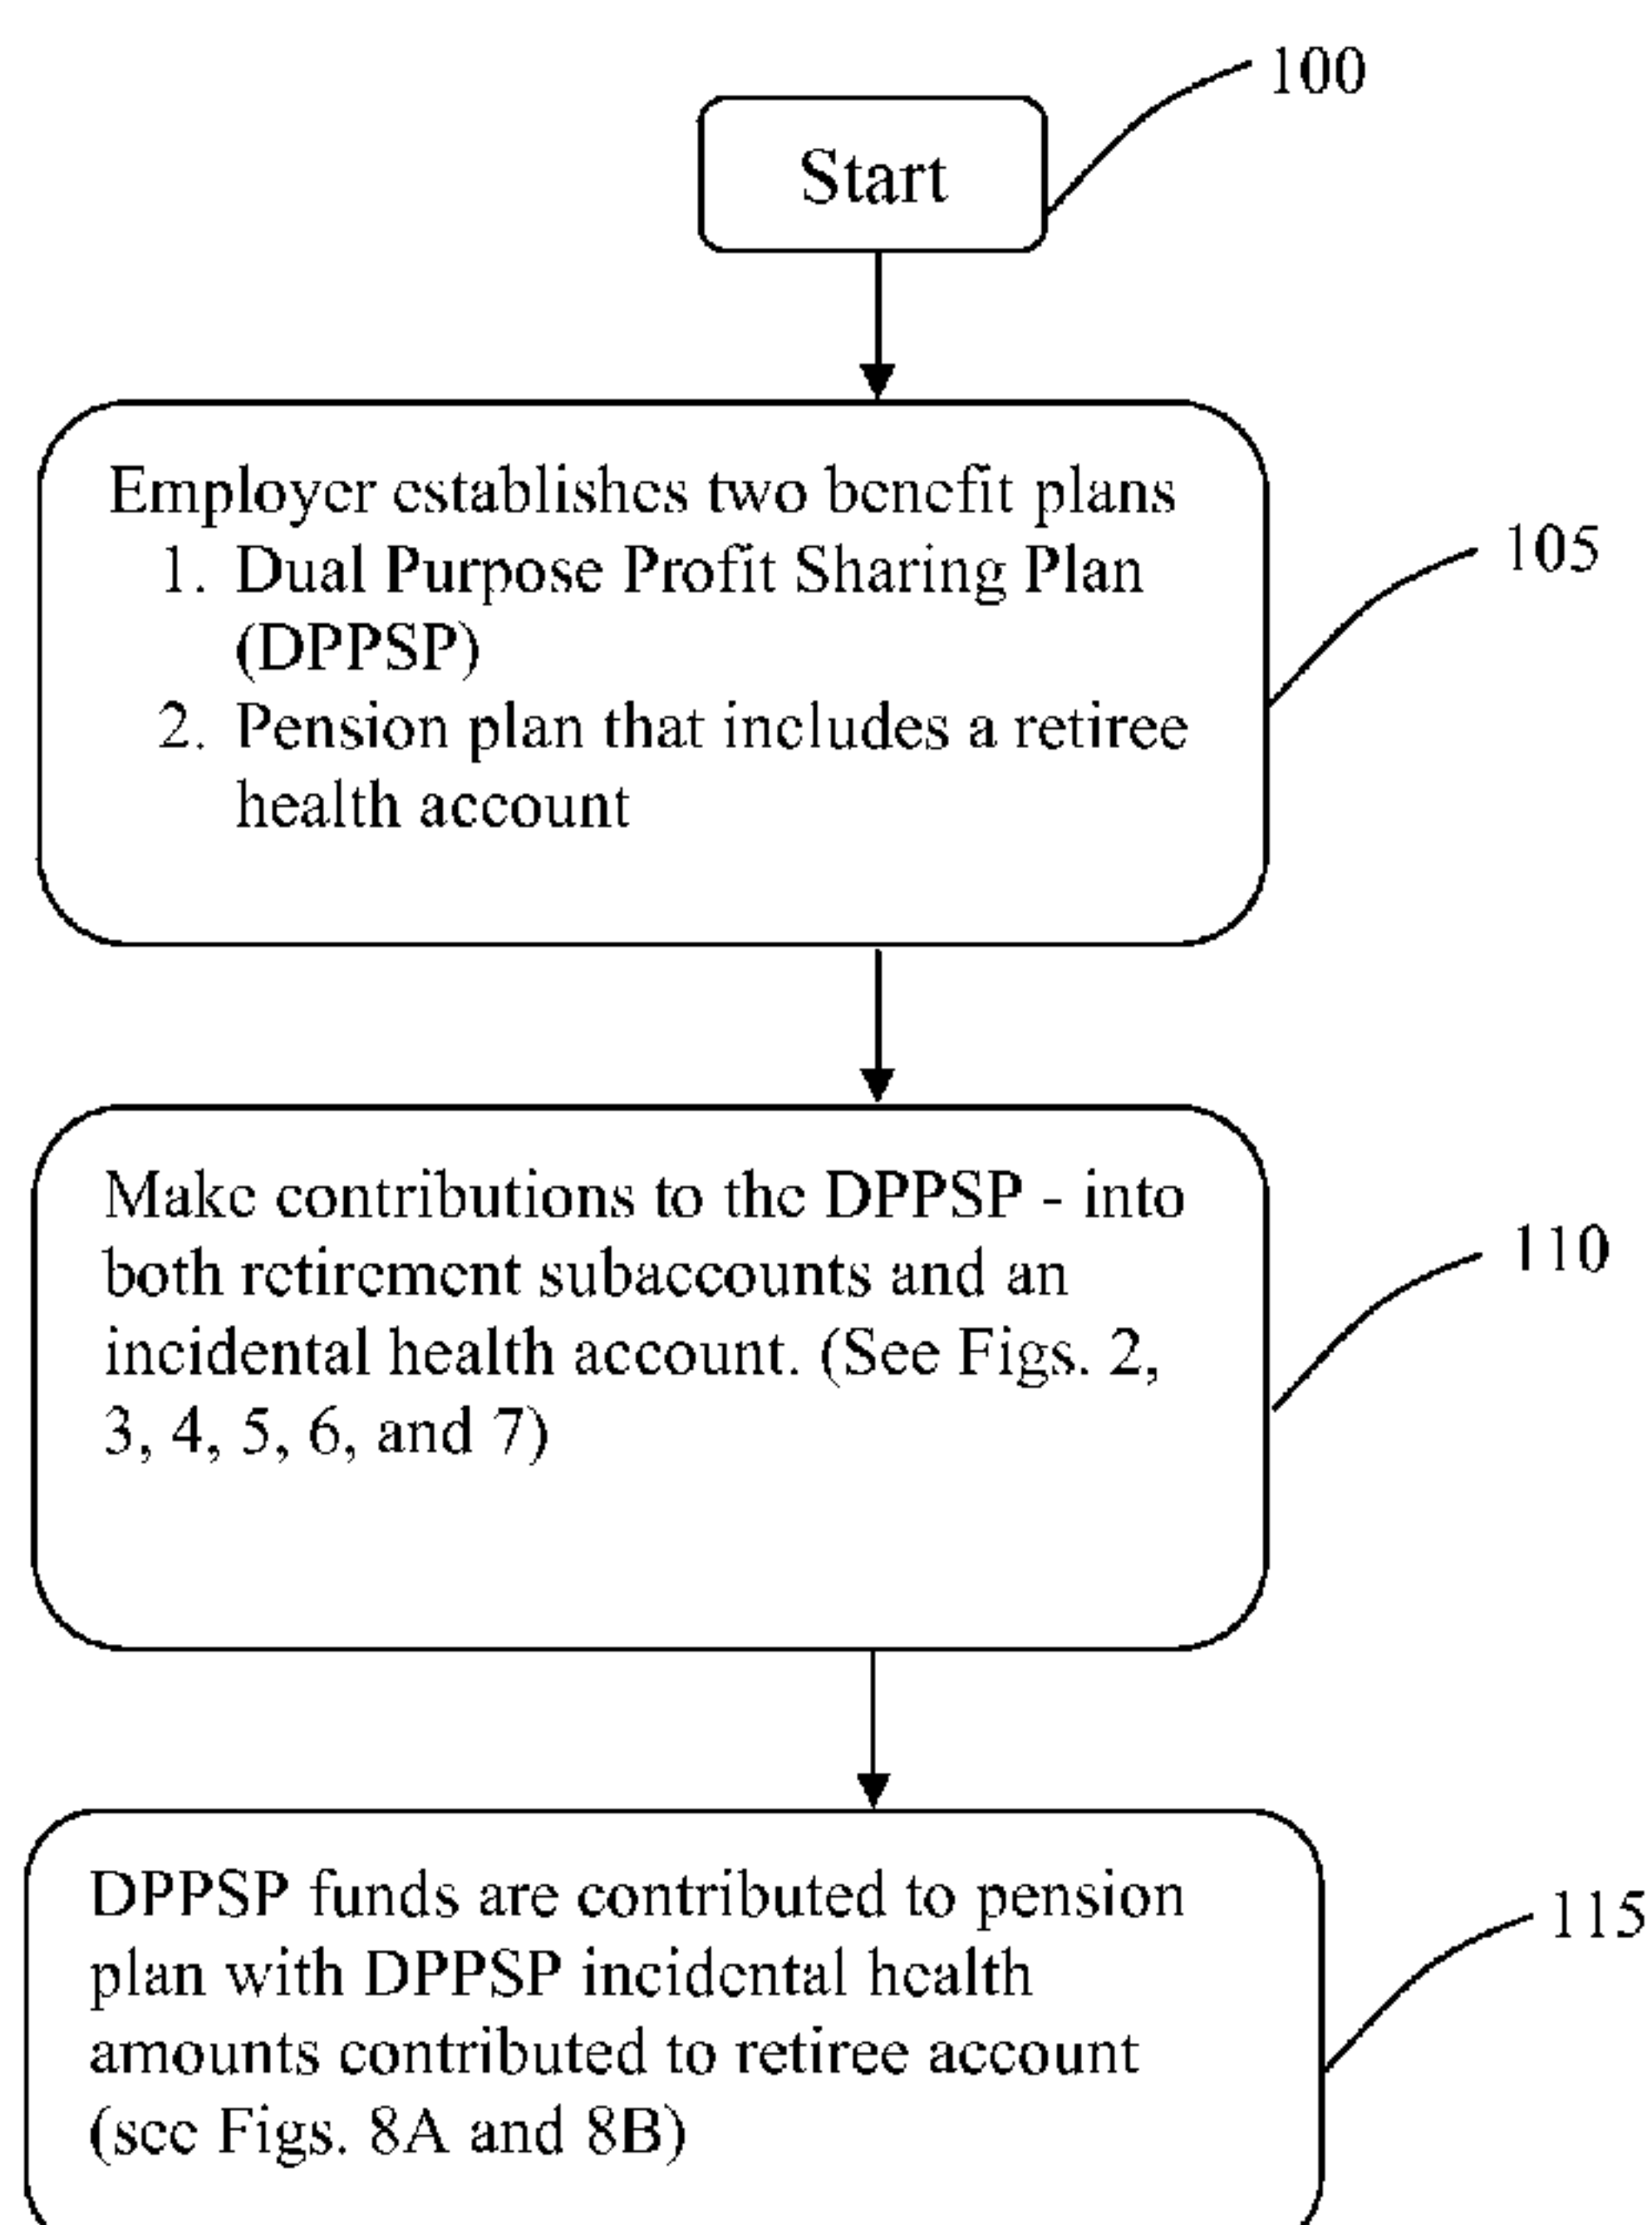 100
Start
Employer establishes two benefit plans
105
1. Dual Purpose Profit Sharing Plan
(DPPSP)
2. Pension plan that includes a retiree
health account
Make contributions to the DPPSP - into
110
both retirement subaccounts and an
incidental health account. (See Figs. 2,
3, 4, 5, 6, and 7)
DPPSP funds are contributed to pension
115
plan with DPPSP incidental health
amounts contributed to retiree account
(see Figs. 8A and 8B)